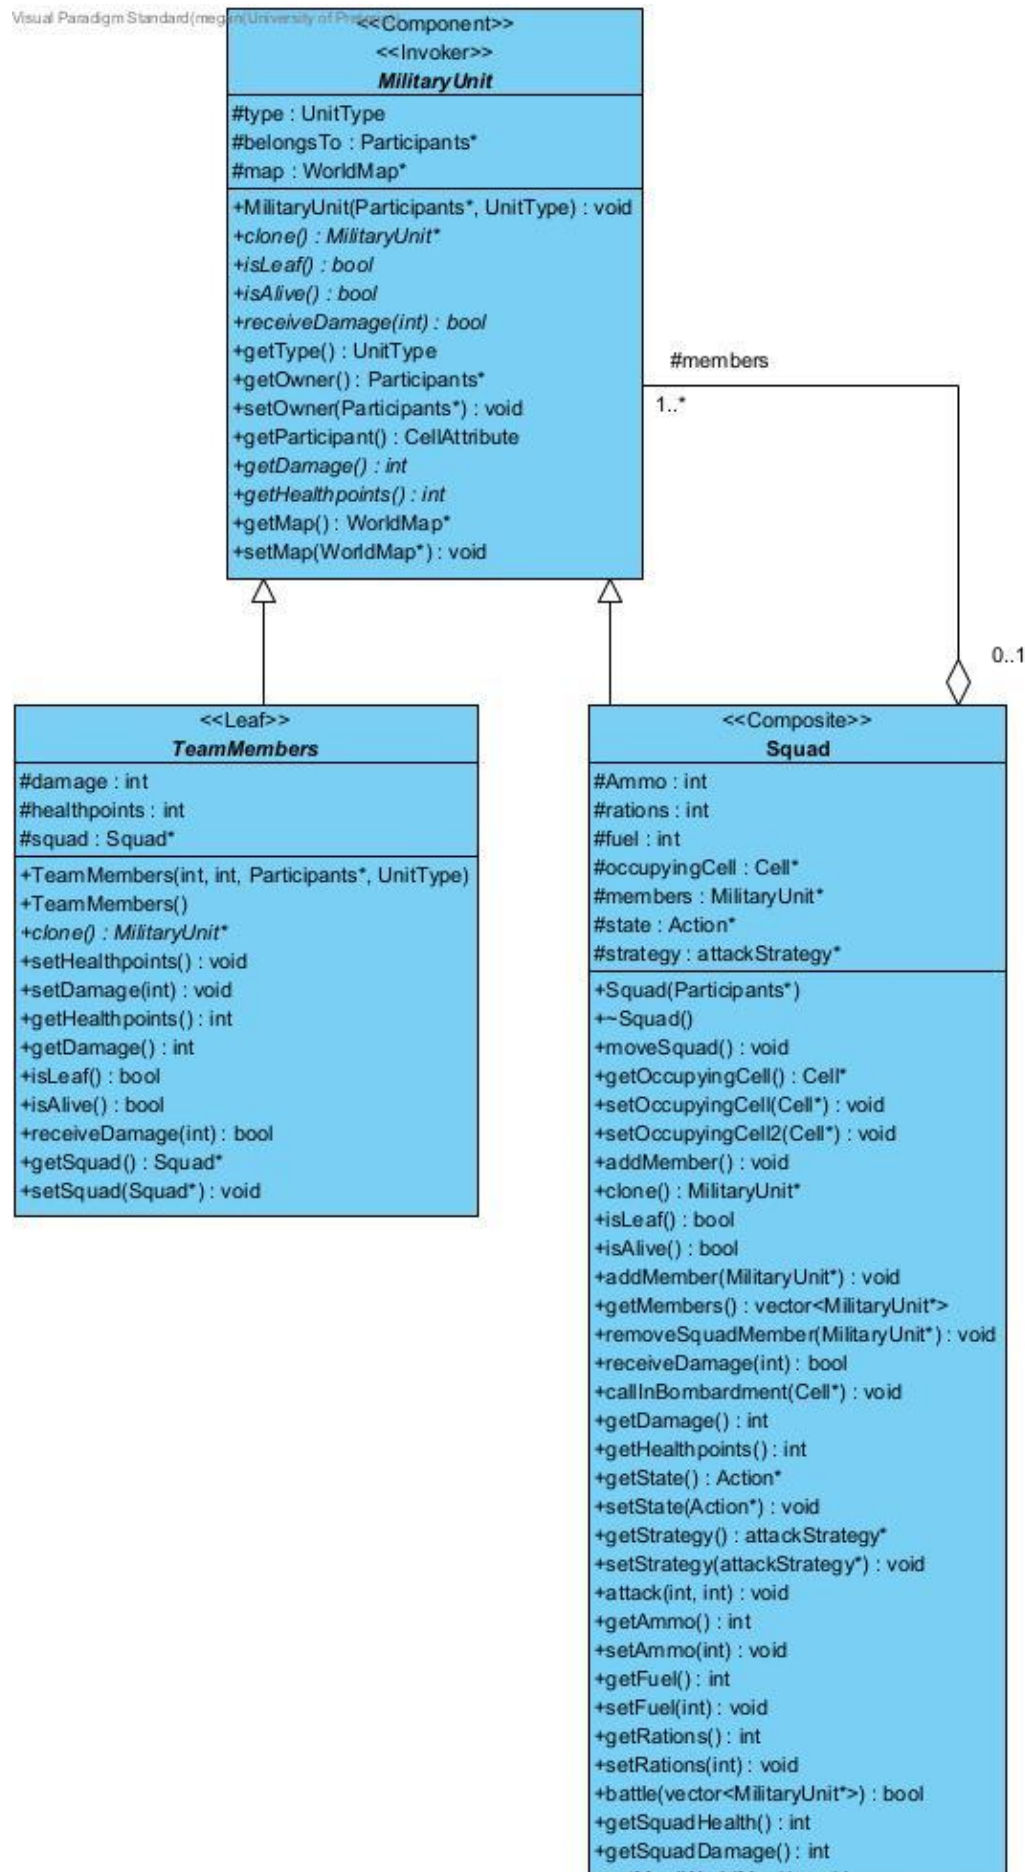 Visual Paradigm Standard(megan(University of Pretoria))
<<Component>>
<<Invoker>>
MilitaryUnit
#type : UnitType
#belongsTo : Participants*
#map : WorldMap*
+MilitaryUnit(Participants*, UnitType) : void
+clone() : MilitaryUnit*
+isLeaf() : bool
+isAlive() : bool
+receiveDamage(int) : bool
+getType() : UnitType
+getOwner() : Participants*
+setOwner(Participants*) : void
+getParticipant() : CellAttribute
+getDamage() : int
+getHealthpoints() : int
+getMap() : WorldMap*
+setMap(WorldMap*) : void
#members
1..*
0..1
<<Leaf>>
TeamMembers
#damage : int
#healthpoints : int
#squad : Squad*
+TeamMembers(int, int, Participants*, UnitType)
+TeamMembers()
+clone() : MilitaryUnit*
+setHealthpoints() : void
+setDamage(int) : void
+getHealthpoints() : int
+getDamage() : int
+isLeaf() : bool
+isAlive() : bool
+receiveDamage(int) : bool
+getSquad() : Squad*
+setSquad(Squad*) : void
<<Composite>>
Squad
#Ammo : int
#rations : int
#fuel : int
#occupyingCell : Cell*
#members : MilitaryUnit*
#state : Action*
#strategy : attackStrategy*
+Squad(Participants*)
+~Squad()
+moveSquad() : void
+getOccupyingCell() : Cell*
+setOccupyingCell(Cell*) : void
+setOccupyingCell2(Cell*) : void
+addMember() : void
+clone() : MilitaryUnit*
+isLeaf() : bool
+isAlive() : bool
+addMember(MilitaryUnit*) : void
+getMembers() : vector<MilitaryUnit*>
+removeSquadMember(MilitaryUnit*) : void
+receiveDamage(int) : bool
+callInBombardment(Cell*) : void
+getDamage() : int
+getHealthpoints() : int
+getState() : Action*
+setState(Action*) : void
+getStrategy() : attackStrategy*
+setStrategy(attackStrategy*) : void
+attack(int, int) : void
+getAmmo() : int
+setAmmo(int) : void
+getFuel() : int
+setFuel(int) : void
+getRations() : int
+setRations(int) : void
+battle(vector<MilitaryUnit*>) : bool
+getSquadHealth() : int
+getSquadDamage() : int